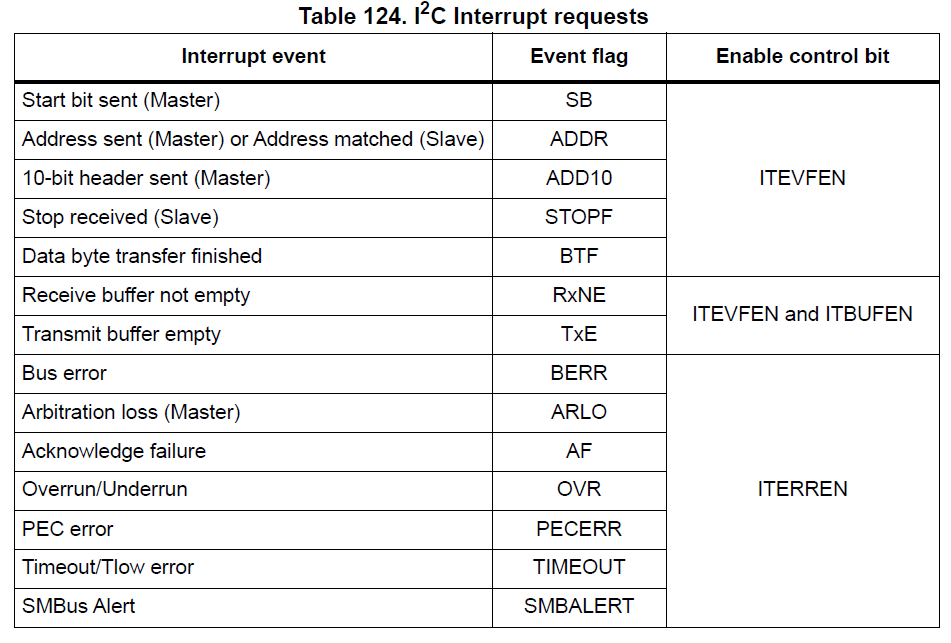 Table 124. I2C Interrupt requests
Interrupt event Event flag Enable control bit
Start bit sent (Master) SB
Address sent (Master) or Address matched (Slave) ADDR
10-bit header sent (Master) ADD10 ITEVFEN
Stop received (Slave) STOPF
Data byte transfer finished BTF
Receive buffer not empty RxNE
ITEVFEN and ITBUFEN
Transmit buffer empty TxE
Bus error BERR
Arbitration loss (Master) ARLO
Acknowledge failure AF
Overrun/Underrun OVR ITERREN
PEC error PECERR
Timeout/Tlow error TIMEOUT
SMBus Alert SMBALERT